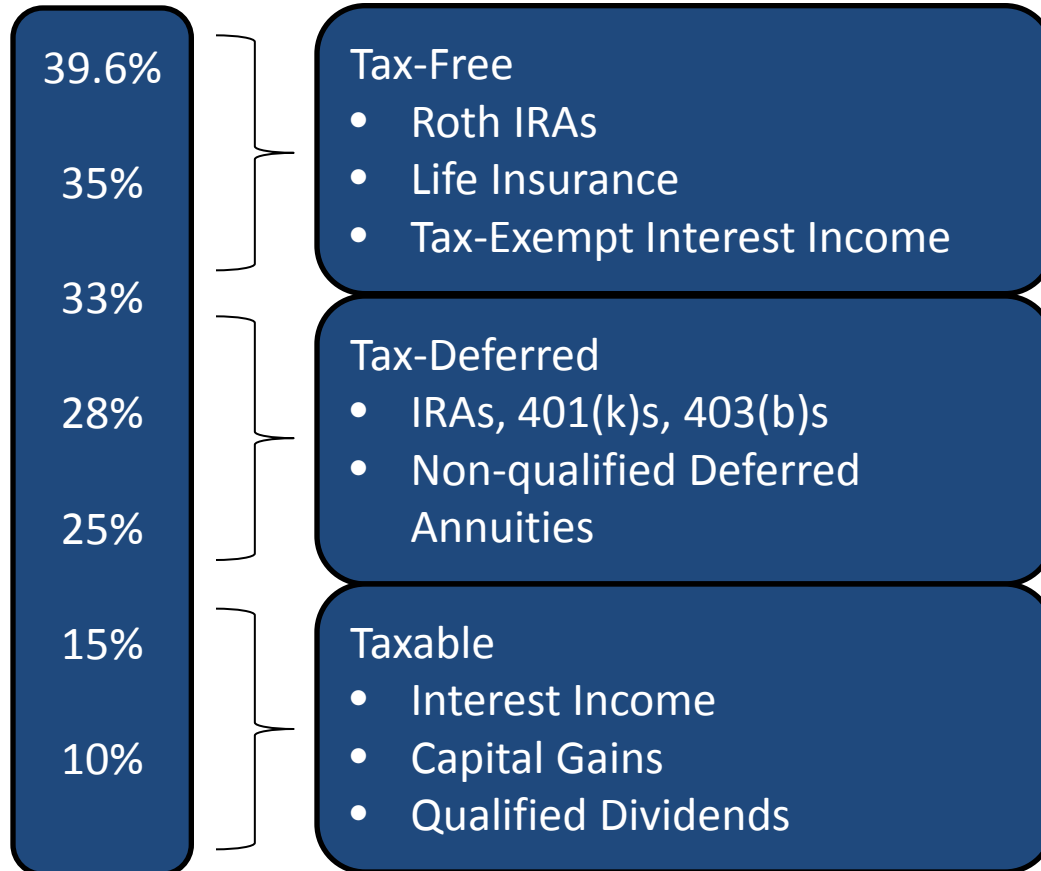 39.6%
35%
33%
28%
25%
15%
10%
Tax-Free
• Roth IRAs
• Life Insurance
• Tax-Exempt Interest Income
Tax-Deferred
• IRAs, 401(k)s, 403(b)s
• Non-qualified Deferred
Annuities
Taxable
• Interest Income
• Capital Gains
• Qualified Dividends